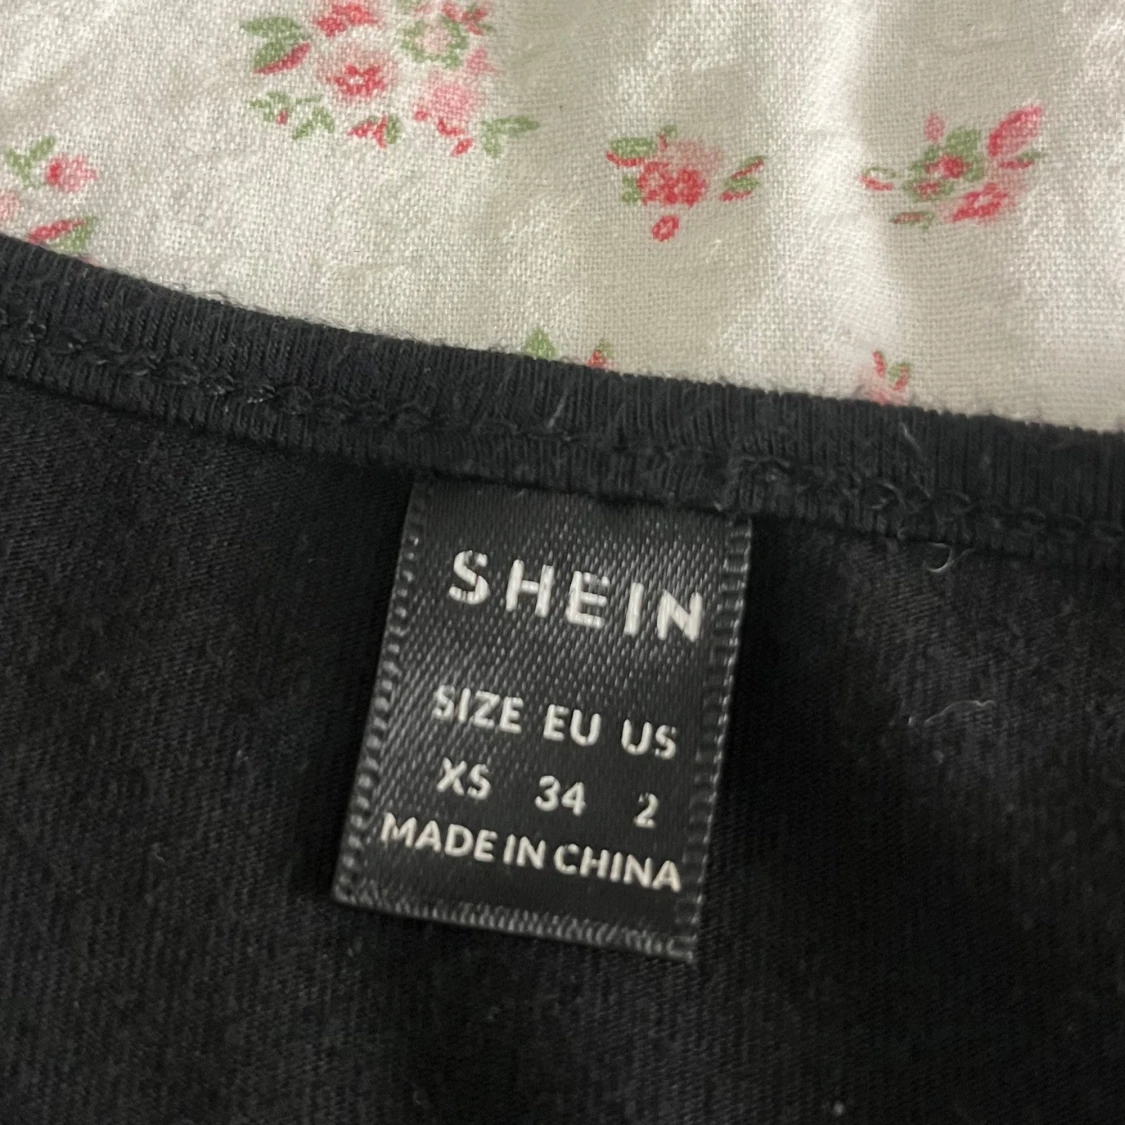 SHEIN
SIZE EU US
XS 34 2
MADE IN CHINA